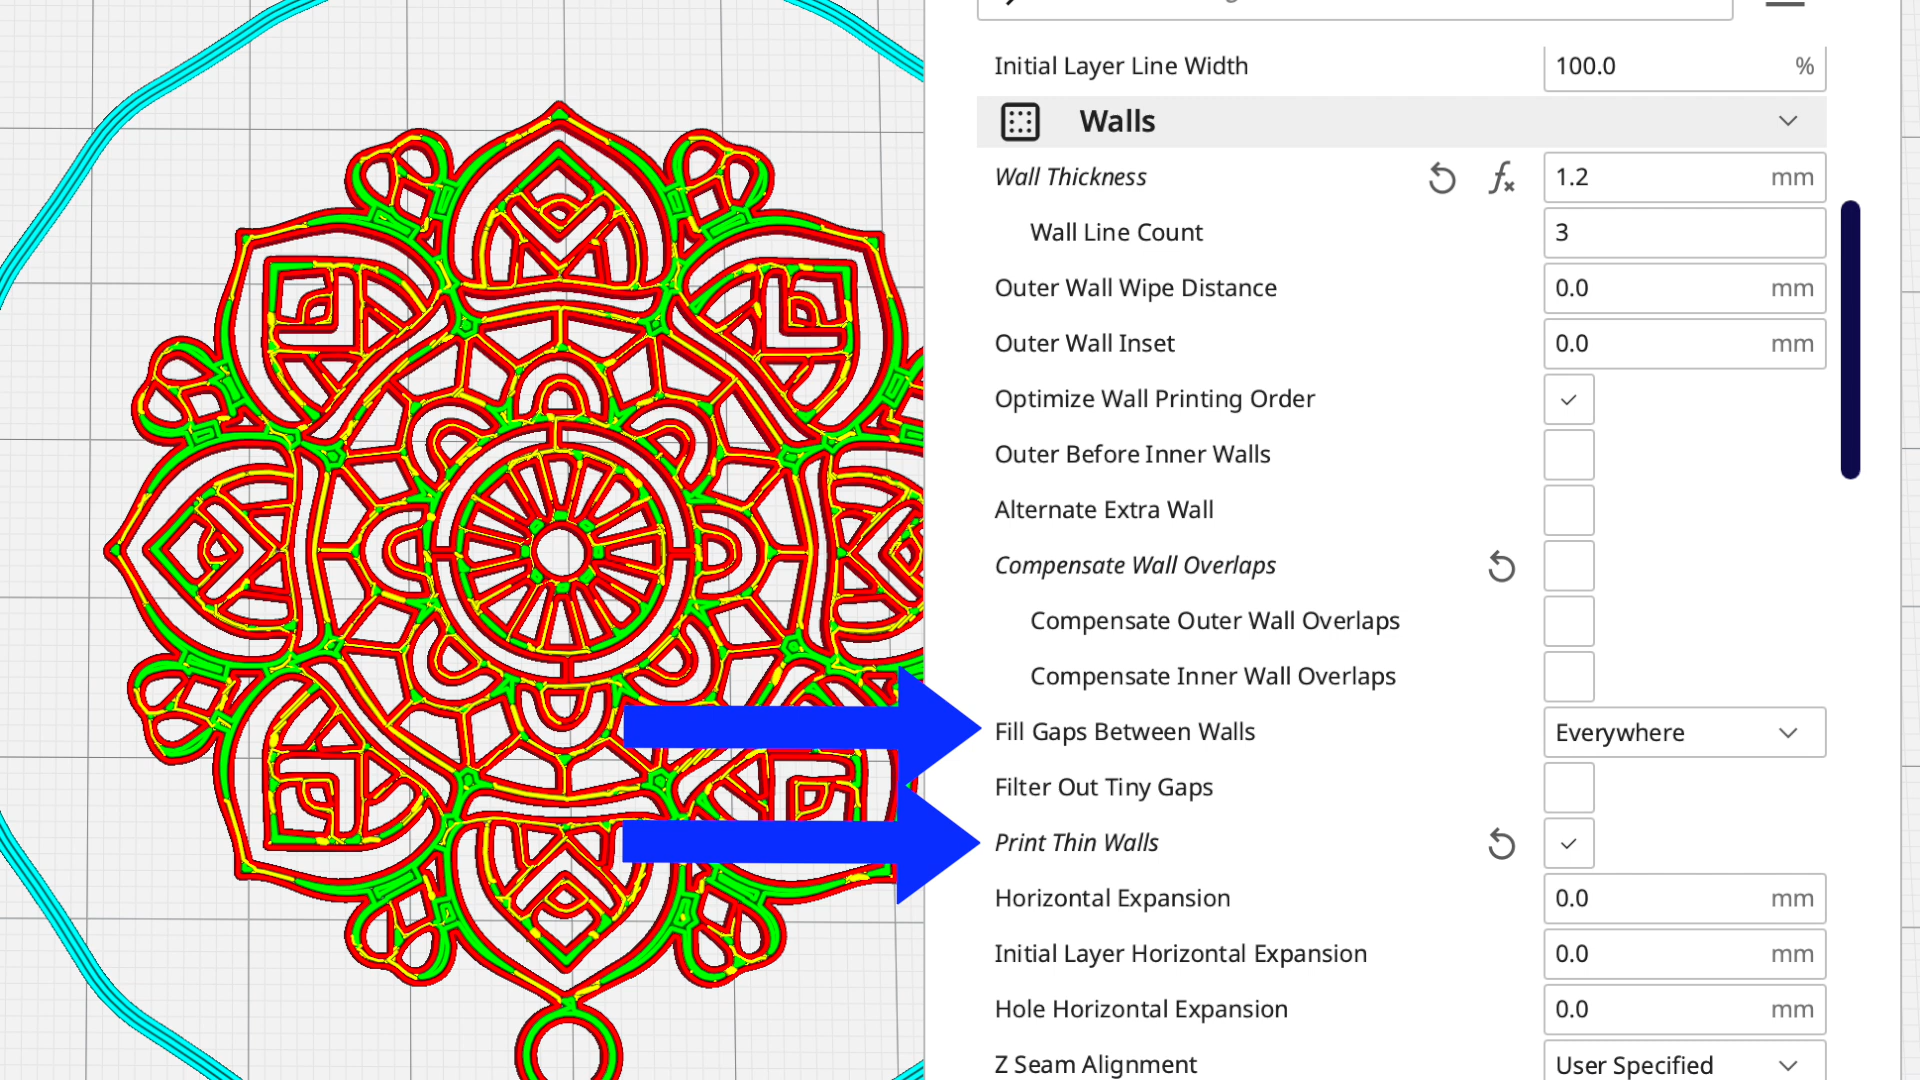 Initial Layer Line Width 100.0 %
Walls
Wall Thickness fx 1.2 mm
Wall Line Count 3
Outer Wall Wipe Distance 0.0 mm
Outer Wall Inset 0.0 mm
Optimize Wall Printing Order
Outer Before Inner Walls
Alternate Extra Wall
Compensate Wall Overlaps
Compensate Outer Wall Overlaps
Compensate Inner Wall Overlaps
Fill Gaps Between Walls Everywhere
Filter Out Tiny Gaps
Print Thin Walls
Horizontal Expansion 0.0 mm
Initial Layer Horizontal Expansion 0.0 mm
Hole Horizontal Expansion 0.0 mm
Z Seam Alignment User Specified